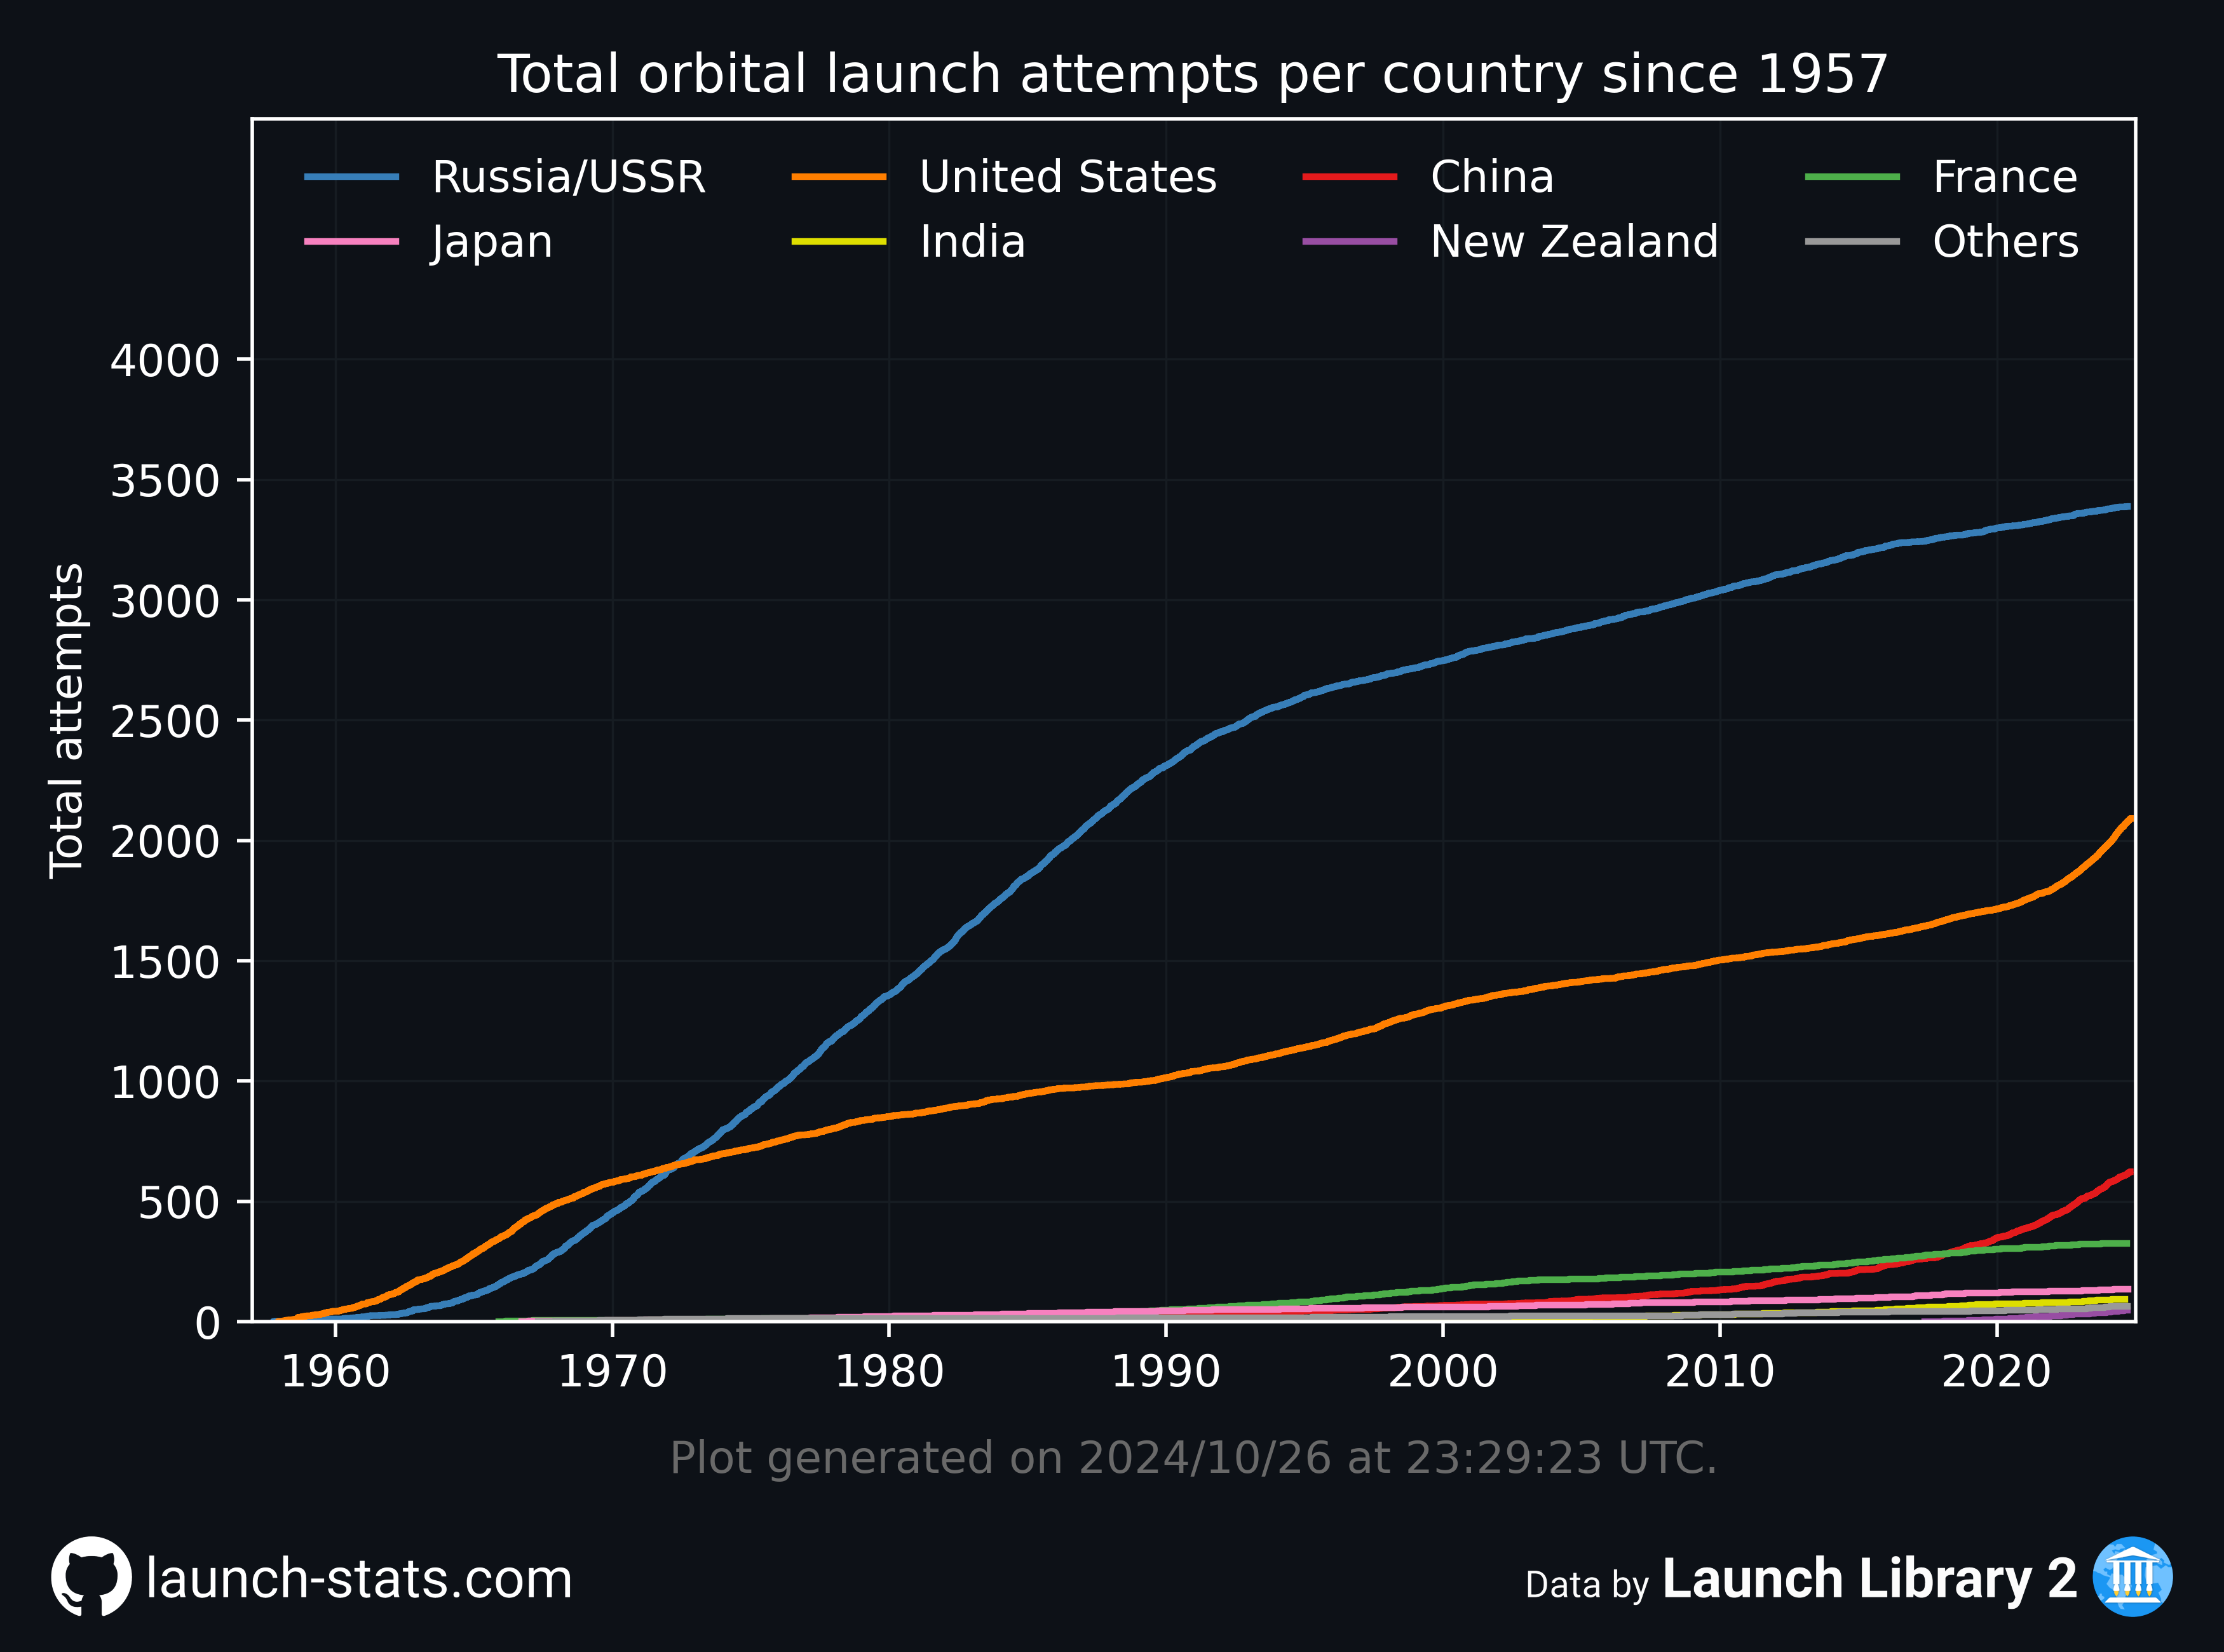 Total orbital launch attempts per country since 1957
Russia/USSR United States China France
Japan India New Zealand Others
4000
3500
3000
2500
2000
1500
1000
500
0
Total attempts
1960 1970 1980 1990 2000 2010 2020
Plot generated on 2024/10/26 at 23:29:23 UTC.
launch-stats.com
Data by Launch Library 2